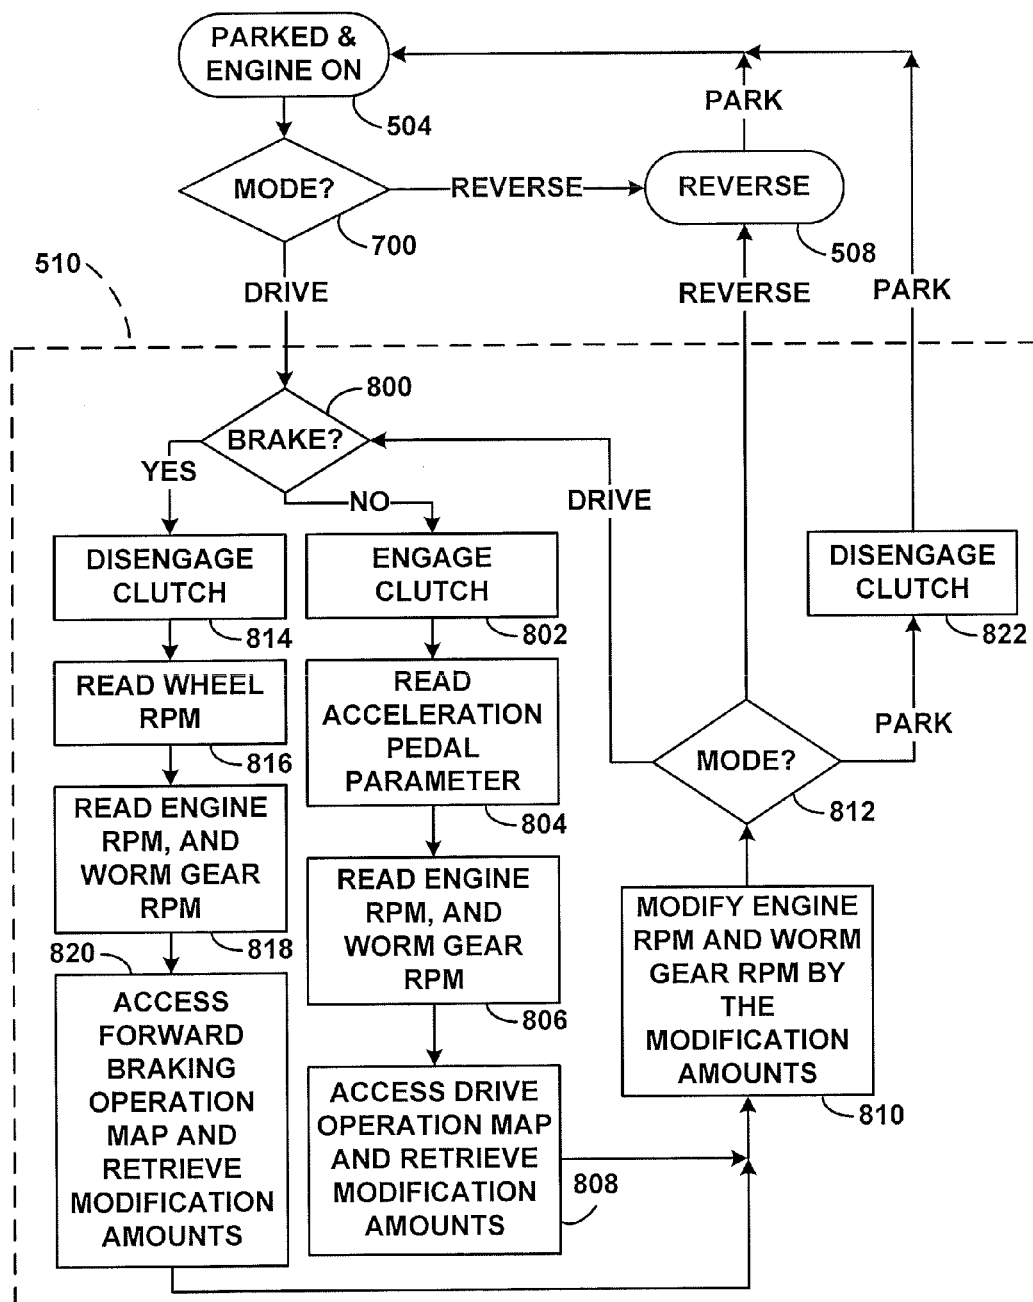 PARKED &
ENGINE ON
504
MODE?
700
REVERSE
REVERSE
508
PARK
510
DRIVE
REVERSE
PARK
BRAKE?
800
YES
NO
DRIVE
DISENGAGE
CLUTCH
814
READ WHEEL
RPM
816
READ ENGINE
RPM, AND
WORM GEAR
RPM
818
820
ACCESS
FORWARD
BRAKING
OPERATION
MAP AND
RETRIEVE
MODIFICATION
AMOUNTS
ENGAGE
CLUTCH
802
READ
ACCELERATION
PEDAL
PARAMETER
804
READ ENGINE
RPM, AND
WORM GEAR
RPM
806
ACCESS DRIVE
OPERATION MAP
AND RETRIEVE
MODIFICATION
AMOUNTS
808
MODIFY ENGINE
RPM AND WORM
GEAR RPM BY
THE
MODIFICATION
AMOUNTS
810
MODE?
812
PARK
DISENGAGE
CLUTCH
822